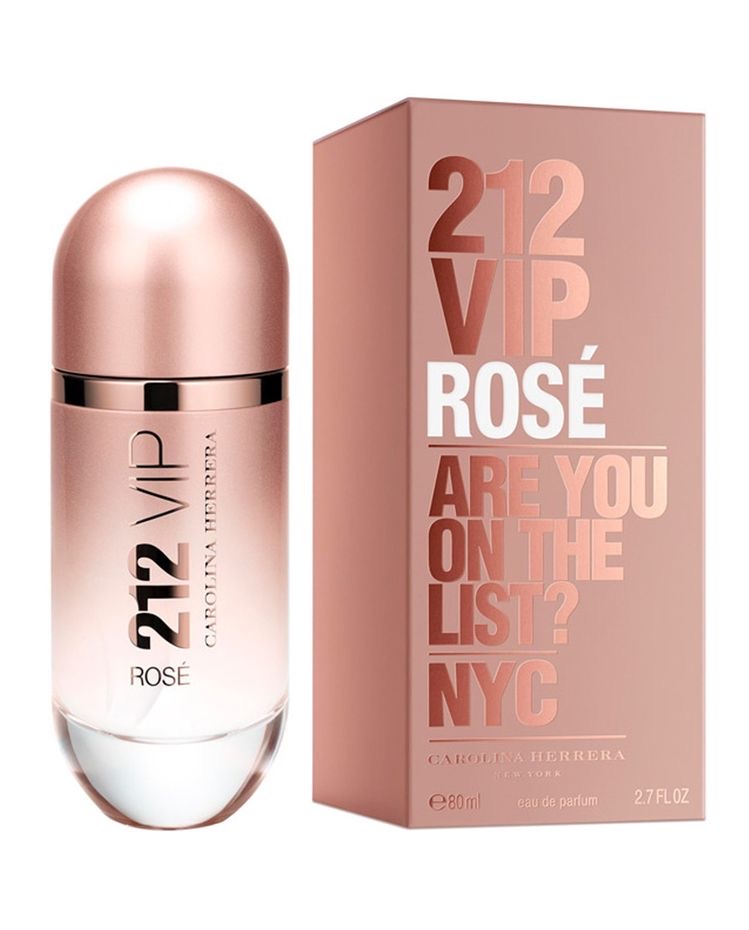 212 VIP
CAROLINA HERRERA
ROSÉ
212
VIP
ROSÉ
ARE YOU
ON THE
LIST?
NYC
CAROLINA HERRERA
NEW YORK
℮80ml eau de parfum 2.7 FL OZ